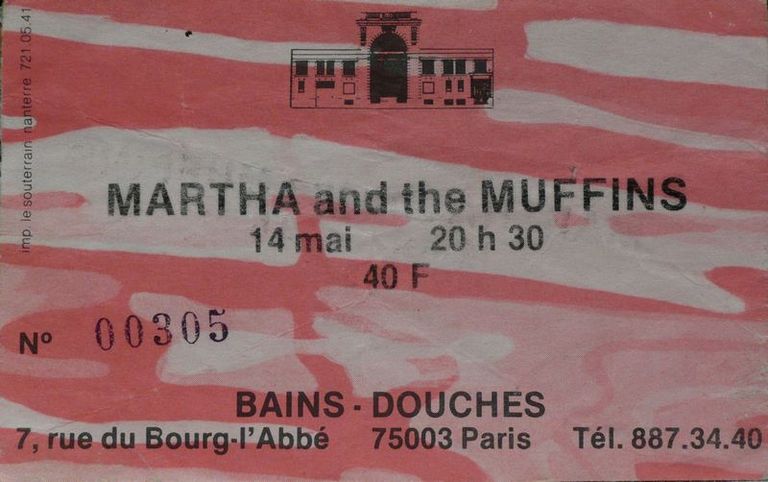 MARTHA and the MUFFINS
14 mai 20 h 30
40 F
Nº 00305
BAINS - DOUCHES
7, rue du Bourg-l'Abbé 75003 Paris Tél. 887.34.40
imp. le souterrain nanterre 721 05 41